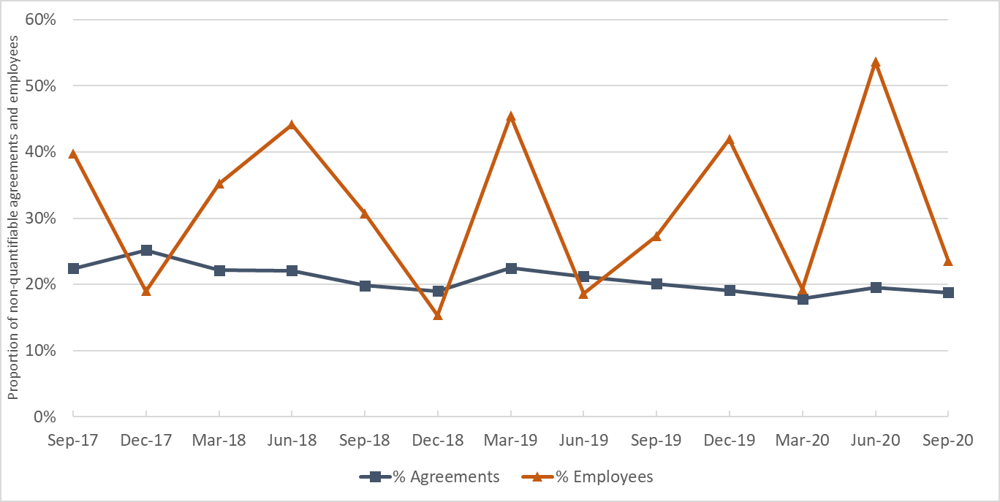 Proportion of non-quantifiable agreements and employees
60%
50%
40%
30%
20%
10%
0%
Sep-17 Dec-17 Mar-18 Jun-18 Sep-18 Dec-18 Mar-19 Jun-19 Sep-19 Dec-19 Mar-20 Jun-20 Sep-20
% Agreements % Employees